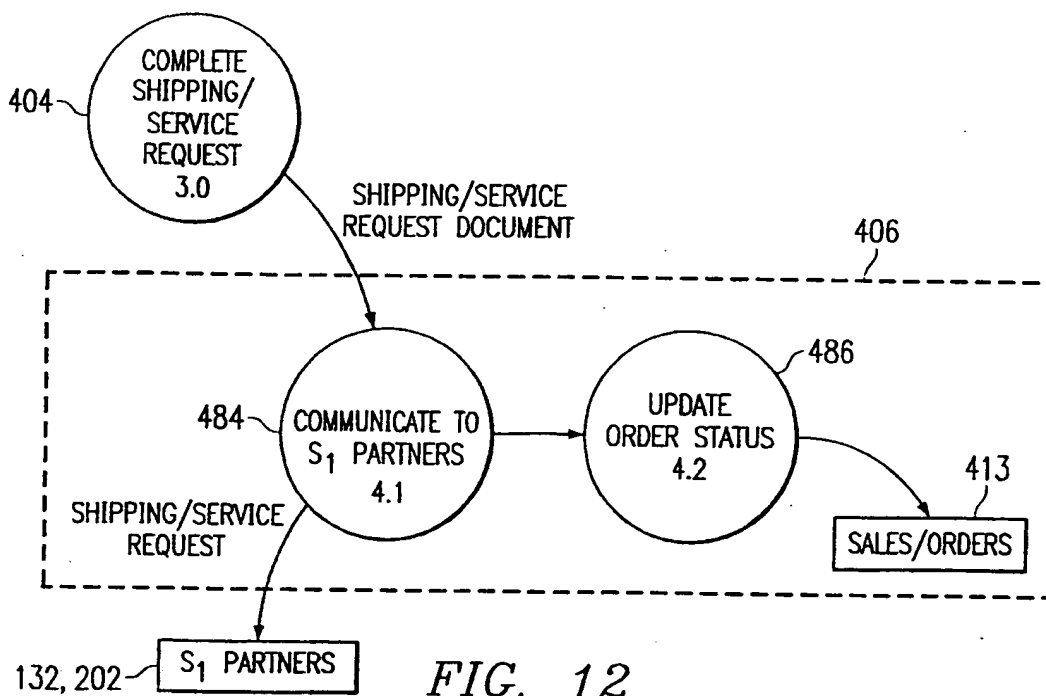 COMPLETE
SHIPPING/
SERVICE
REQUEST
3.0
404
SHIPPING/SERVICE
REQUEST DOCUMENT
406
484
COMMUNICATE TO
S₁ PARTNERS
4.1
486
UPDATE
ORDER STATUS
4.2
413
SALES/ORDERS
SHIPPING/SERVICE
REQUEST
132, 202
S₁ PARTNERS
FIG. 12